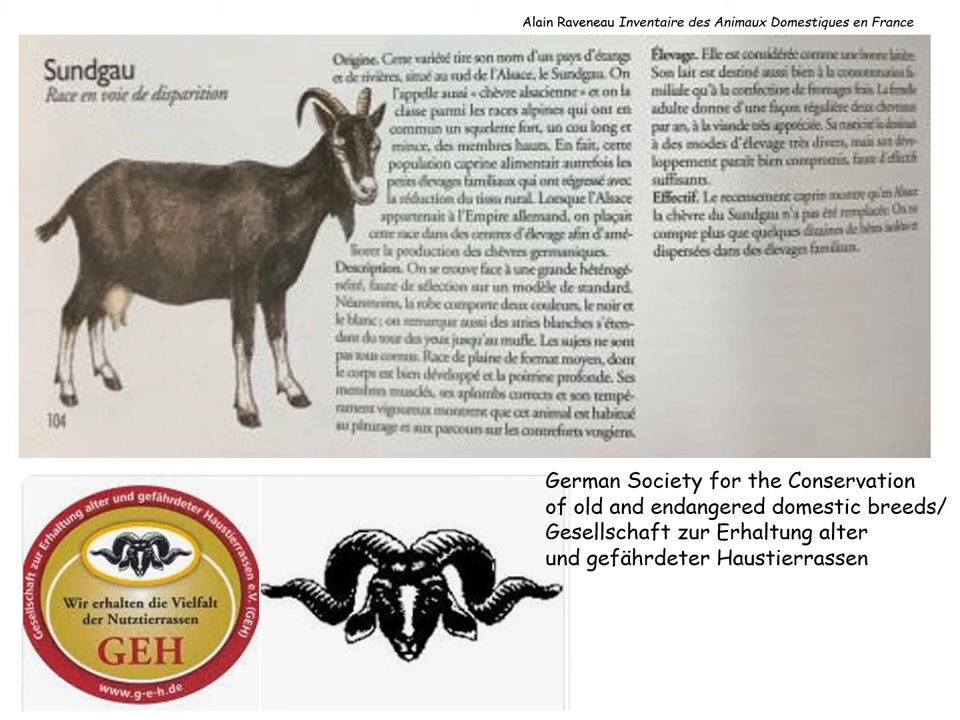 Alain Raveneau Inventaire des Animaux Domestiques en France
Sundgau
Race en voie de disparition
104
Origine. Cette variété tire son nom d'un pays d'étangs
et de rivières, situé au sud de l'Alsace, le Sundgau. On
l'appelle aussi « chèvre alsacienne » et on la
classe parmi les races alpines qui ont en
commun un squelette fort, un cou long et
mince, des membres hauts. En fait, cette
population caprine alimentait autrefois les
petits élevages familiaux qui ont régressé avec
la réduction du tissu rural. Lorsque l'Alsace
appartenait à l'Empire allemand, on plaçait
cette race dans des centres d'élevage afin d'amé-
liorer la production des chèvres germaniques.
Description. On se trouve face à une grande hétérogé-
néité, faute de sélection sur un modèle de standard.
Néanmoins, la robe comporte deux couleurs, le noir et
le blanc ; on remarque aussi des stries blanches s'éten-
dant du tour des yeux jusqu'au mufle. Les sujets ne sont
pas tous cornus. Race de plaine de format moyen, dont
le corps est bien développé et la poitrine profonde. Ses
membres musclés, ses aplombs corrects et son tempé-
rament vigoureux montrent que cet animal est habitué
au pâturage et aux parcours sur les contreforts vosgiens.
Élevage. Elle est considérée comme une bonne laitière.
Son lait est destiné aussi bien à la consommation fa-
miliale qu'à la confection de fromages frais. La femelle
adulte donne d'une façon régulière deux chevreaux
par an, à la viande très appréciée. Sa rusticité la destinait
à des modes d'élevage très divers, mais son déve-
loppement paraît bien compromis, faute d'effectifs
suffisants.
Effectif. Le recensement caprin montre qu'en Alsace
la chèvre du Sundgau n'a pas été remplacée. On ne
compte plus que quelques dizaines de bêtes isolées et
dispersées dans des élevages familiaux.
German Society for the Conservation
of old and endangered domestic breeds/
Gesellschaft zur Erhaltung alter
und gefährdeter Haustierrassen
Gesellschaft zur Erhaltung alter und gefährdeter Haustierrassen e.V. (GEH)
Wir erhalten die Vielfalt
der Nutztierrassen
GEH
www.g-e-h.de